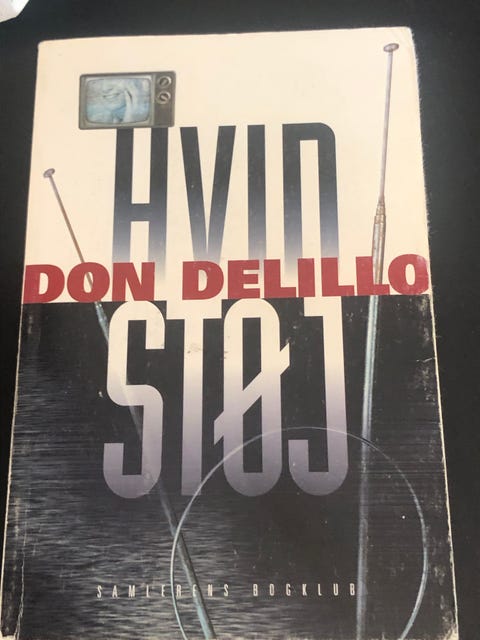 HVID
DON DELILLO
STØJ
SAMLERENS BOGKLUB